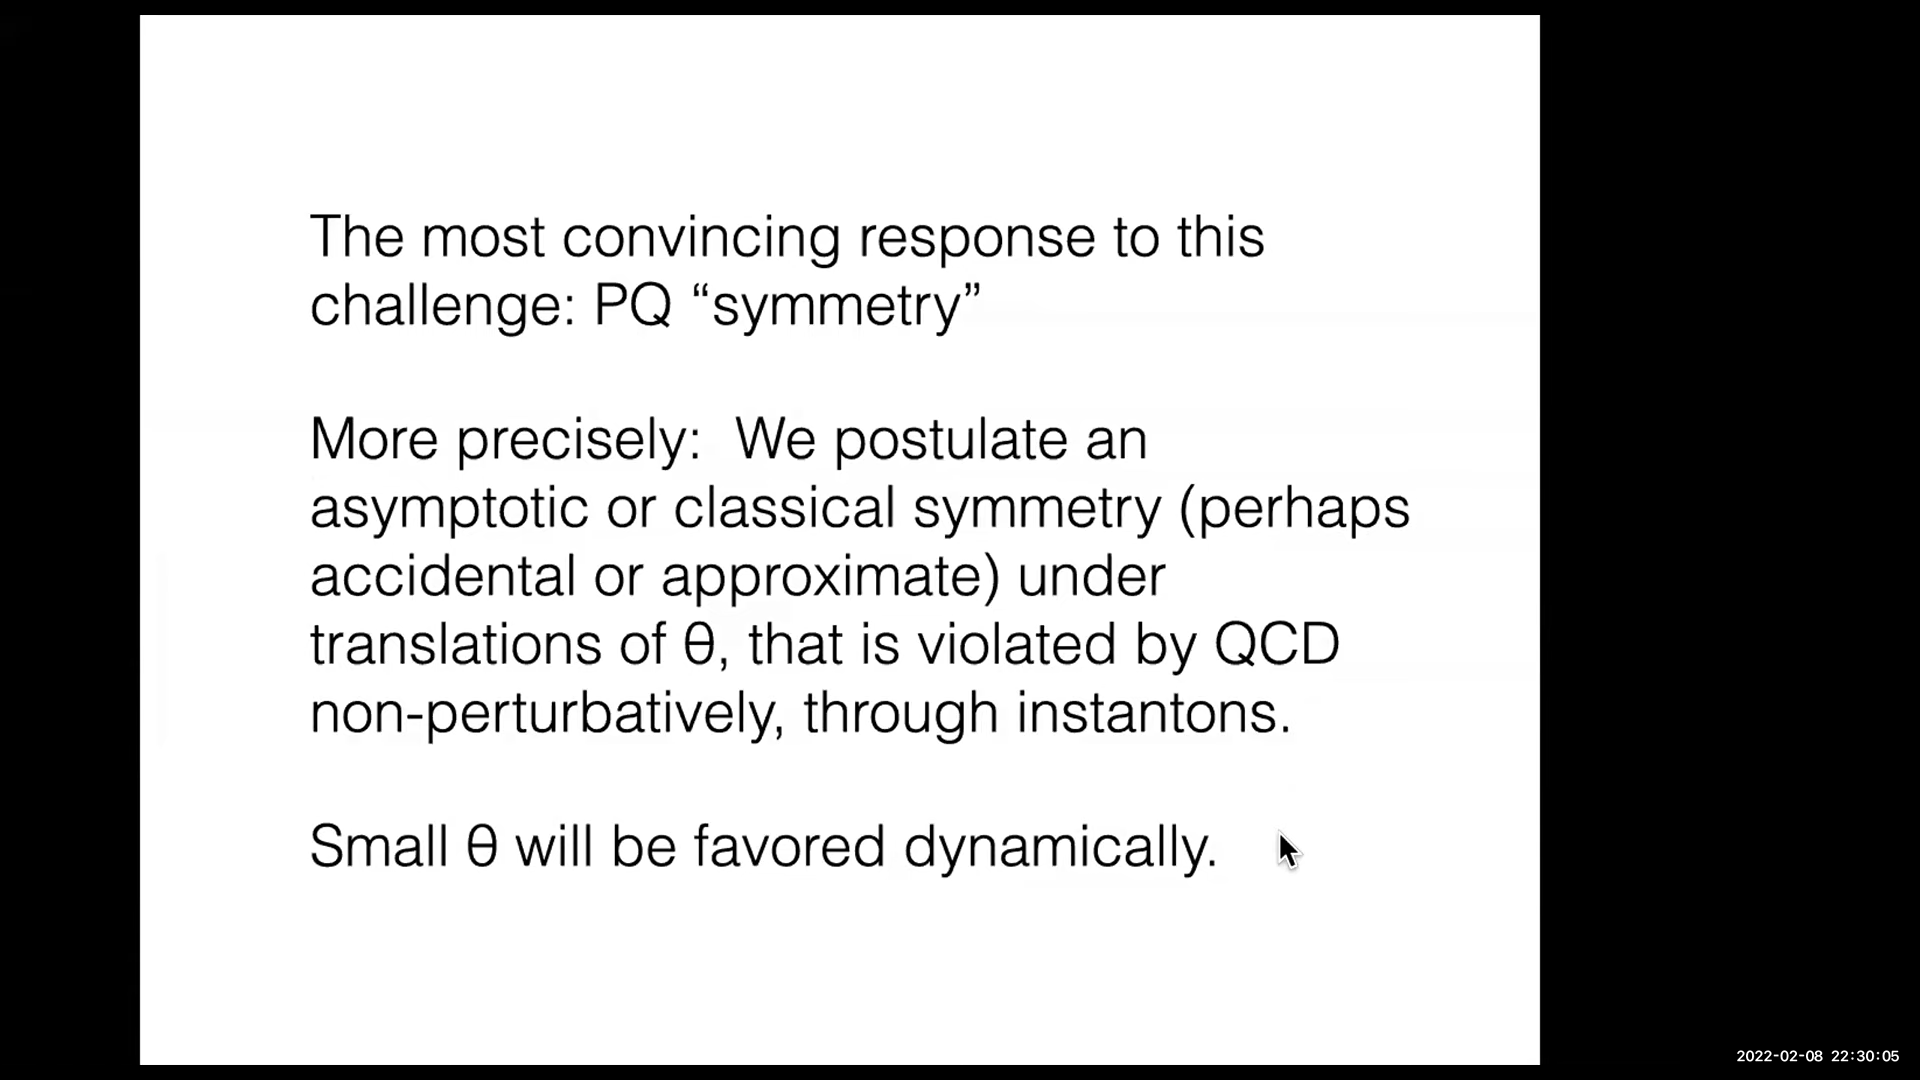 The most convincing response to this
challenge: PQ “symmetry”
More precisely:  We postulate an
asymptotic or classical symmetry (perhaps
accidental or approximate) under
translations of θ, that is violated by QCD
non-perturbatively, through instantons.
Small θ will be favored dynamically.
2022-02-08 22:30:05